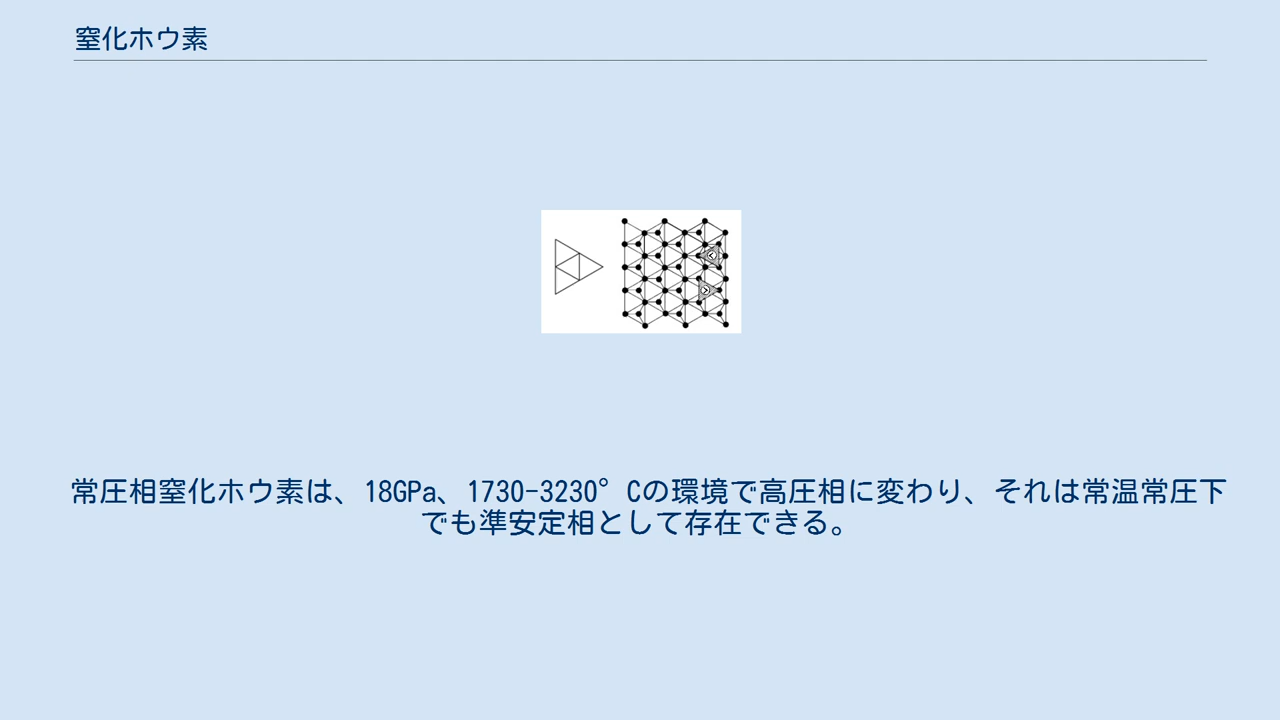 窒化ホウ素
常圧相窒化ホウ素は、18GPa、1730-3230°Cの環境で高圧相に変わり、それは常温常圧下
でも準安定相として存在できる。